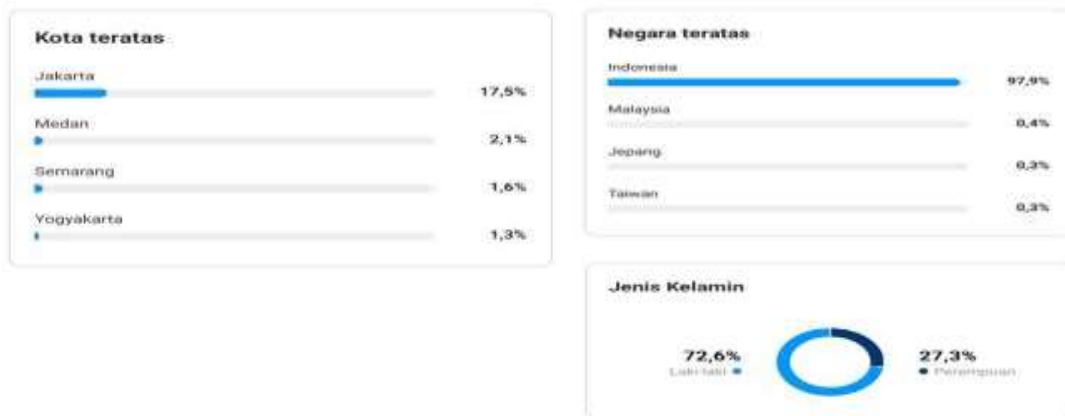 Kota teratas
Jakarta
17,5%
Medan
2,1%
Semarang
1,6%
Yogyakarta
1,3%
Negara teratas
Indonesia
97,9%
Malaysia
0,4%
Jepang
0,3%
Taiwan
0,3%
Jenis Kelamin
72,6%
Laki-laki
27,3%
Perempuan